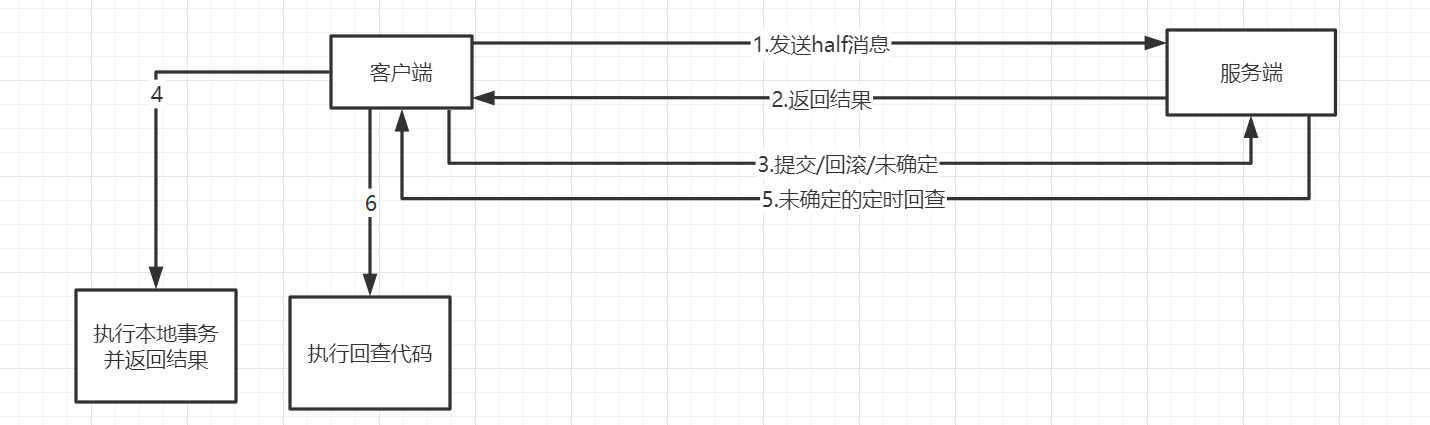 1.发送half消息
客户端
服务端
4
2.返回结果
3.提交/回滚/未确定
6
5.未确定的定时回查
执行本地事务
并返回结果
执行回查代码